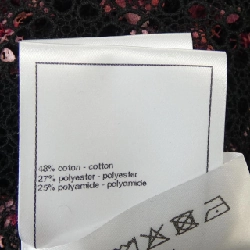 48% coton - cotton
27% polyester - polyester
25% polyamide - polyamide